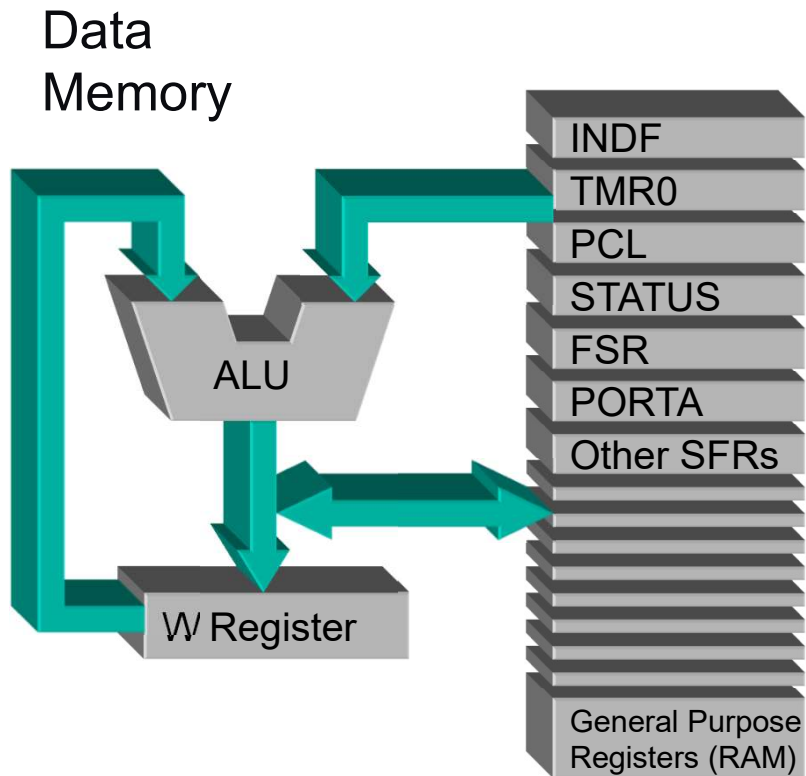 Data
Memory
INDF
TMR0
PCL
STATUS
FSR
PORTA
Other SFRs
ALU
W Register
General Purpose
Registers (RAM)